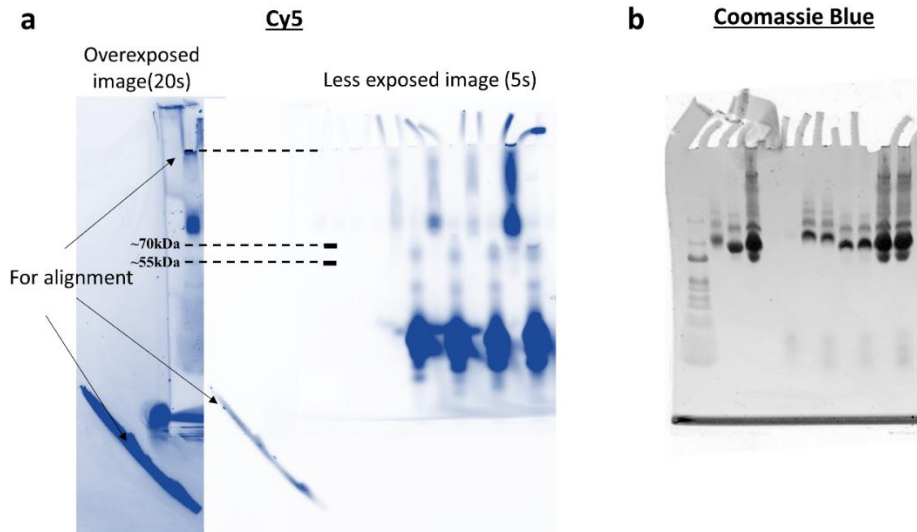 a
Cy5
b
Coomassie Blue
Overexposed
image(20s)
Less exposed image (5s)
~70kDa
~55kDa
For alignment